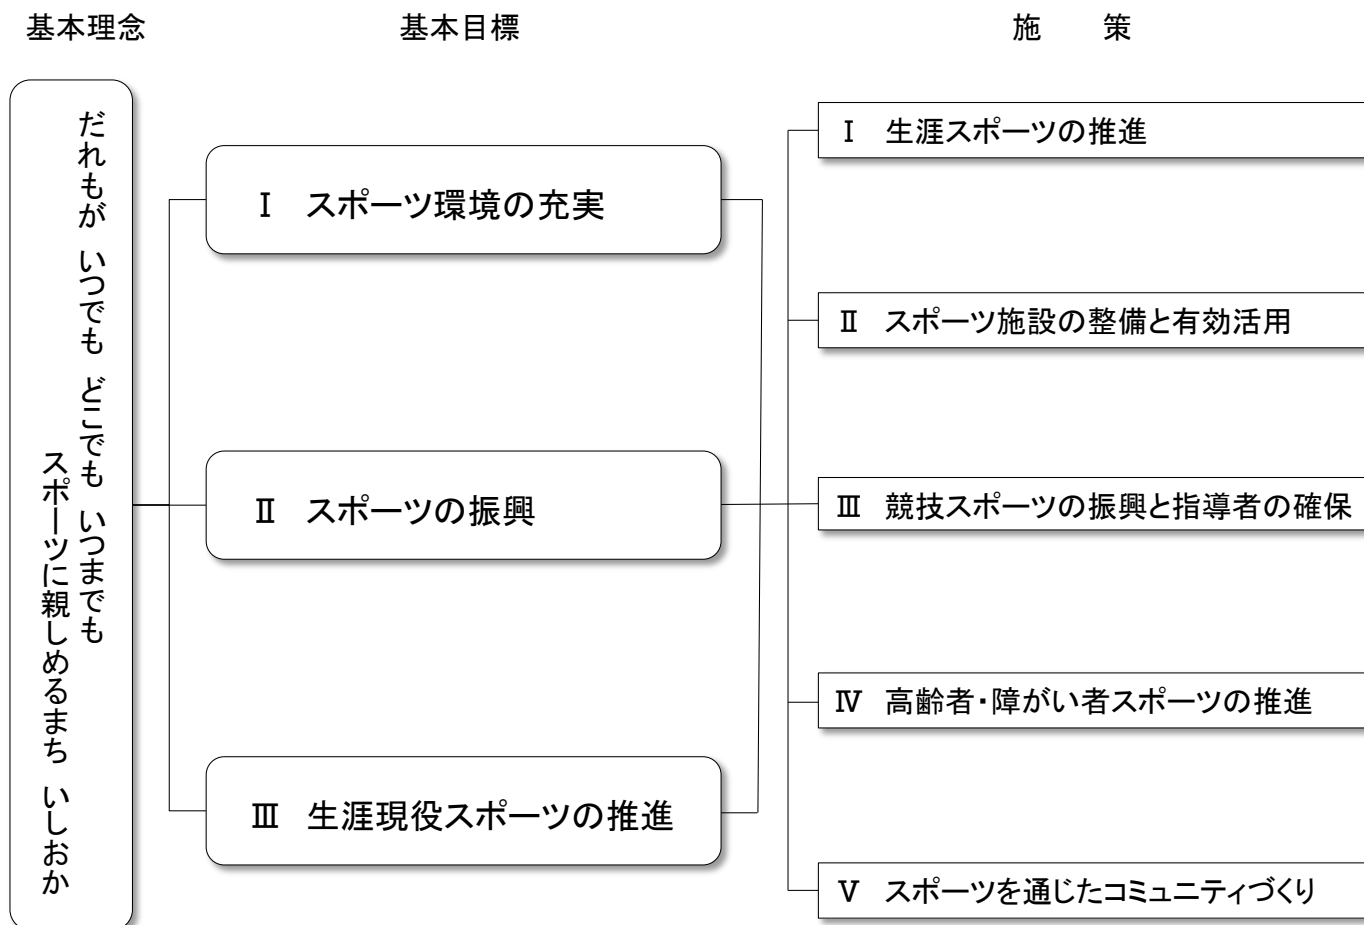 基本理念
基本目標
施　　策
だれもが いつでも どこでも いつまでも
スポーツに親しめるまち いしおか
Ⅰ　スポーツ環境の充実
Ⅱ　スポーツの振興
Ⅲ　生涯現役スポーツの推進
Ⅰ　生涯スポーツの推進
Ⅱ　スポーツ施設の整備と有効活用
Ⅲ　競技スポーツの振興と指導者の確保
Ⅳ　高齢者・障がい者スポーツの推進
Ⅴ　スポーツを通じたコミュニティづくり